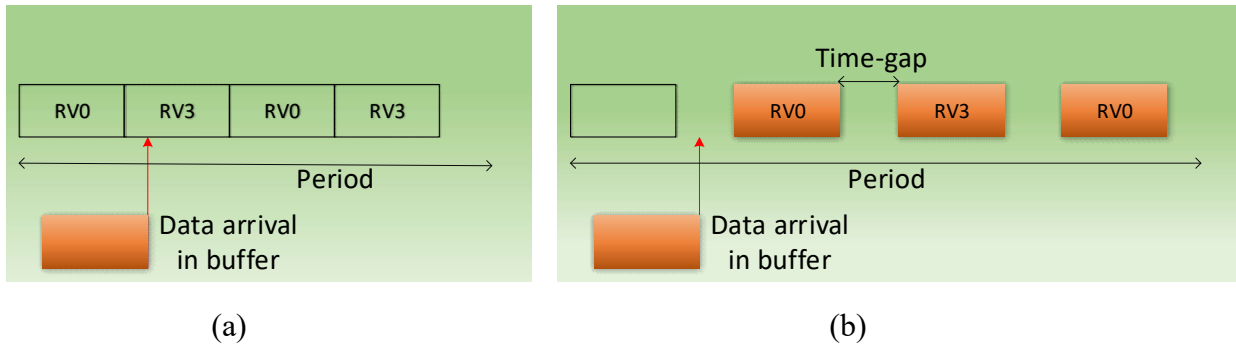 RV0 RV3 RV0 RV3
Period
Data arrival
in buffer
(a)
Time-gap
RV0 RV3 RV0
Period
Data arrival
in buffer
(b)